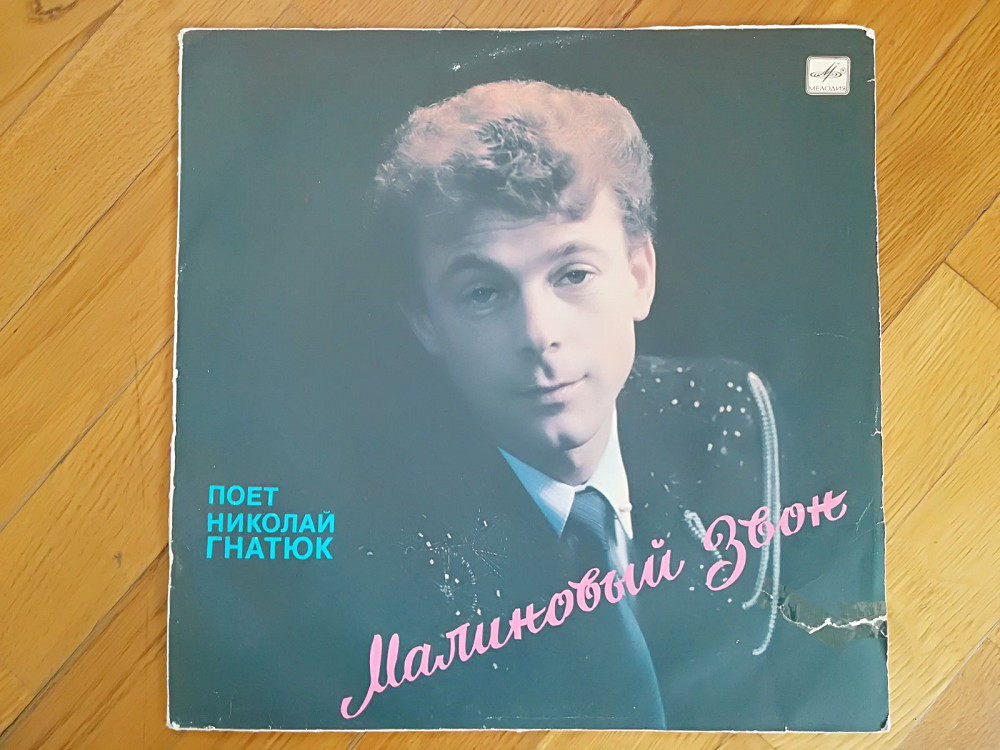 МЕЛОДИЯ
ПОЕТ
НИКОЛАЙ
ГНАТЮК
Малиновый Звон